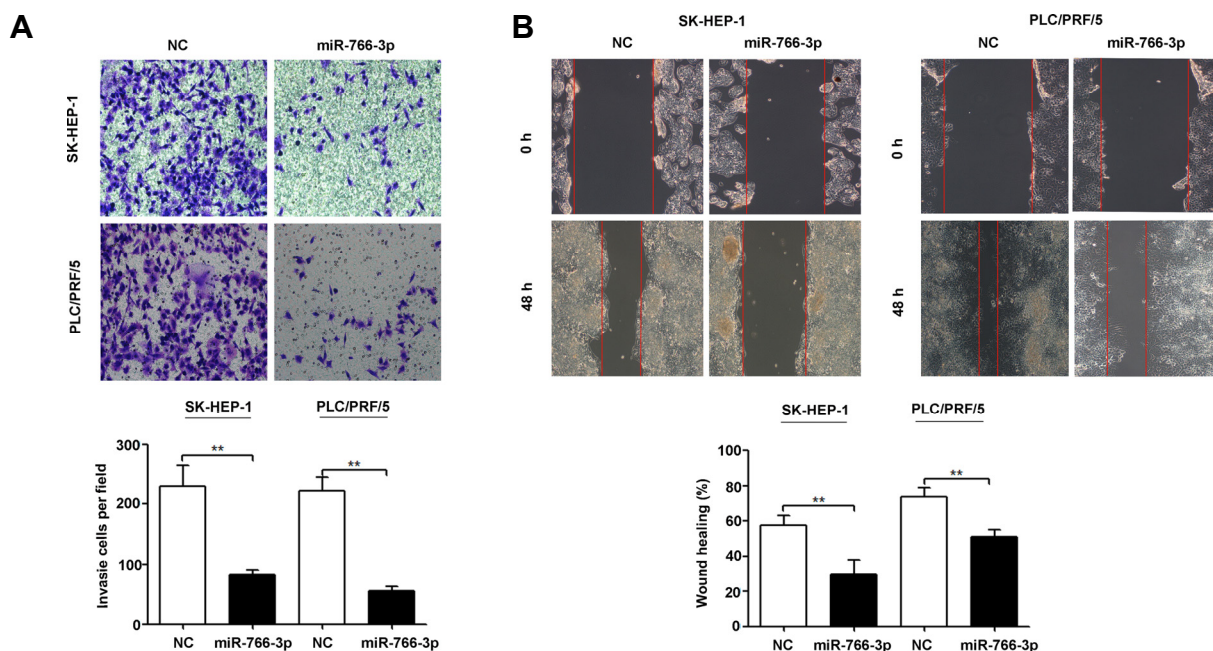 A
NC miR-766-3p
SK-HEP-1
PLC/PRF/5
SK-HEP-1 PLC/PRF/5
Invasie cells per field
300
200
100
0
** **
NC miR-766-3p NC miR-766-3p
B
SK-HEP-1 PLC/PRF/5
NC miR-766-3p NC miR-766-3p
0 h 0 h
48 h 48 h
SK-HEP-1 PLC/PRF/5
Wound healing (%)
100
80
60
40
20
0
** **
NC miR-766-3p NC miR-766-3p